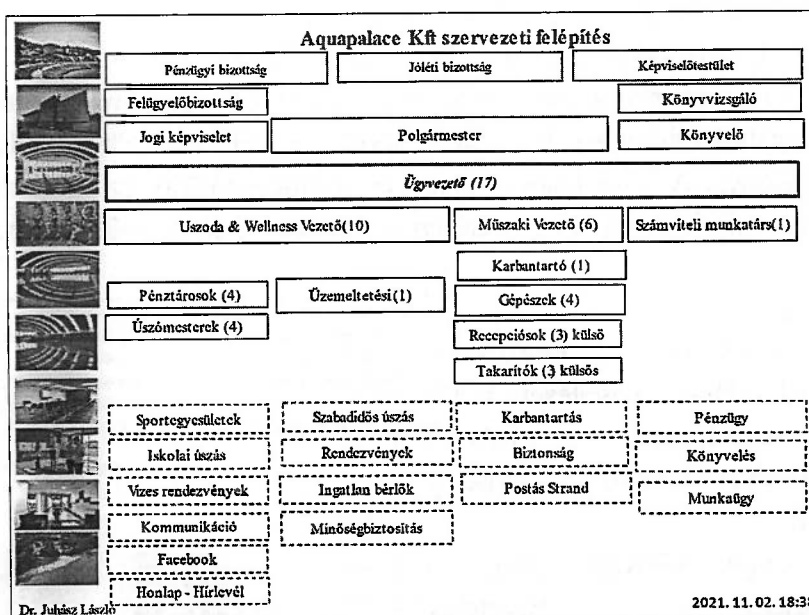 Aquapalace Kft szervezeti felépítés
Pénzügyi bizottság
Jóléti bizottság
Képviselőtestület
Felügyelőbizottság
Könyvvizsgáló
Jogi képviselet
Polgármester
Könyvelő
Ügyvezető (17)
Uszoda & Wellness Vezető(10)
Műszaki Vezető (6)
Számviteli munkatárs(1)
Karbantartó (1)
Pénztárosok (4)
Üzemeltetési(1)
Gépészek (4)
Úszómesterek (4)
Recepciósok (3) külső
Takarítók (3) külsős
Sportegyesületek
Szabadidős úszás
Karbantartás
Pénzügy
Iskolai úszás
Rendezvények
Biztonság
Könyvelés
Vizes rendezvények
Ingatlan bérlők
Postás Strand
Munkaügy
Kommunikáció
Minőségbiztosítás
Facebook
Honlap - Hírlevél
Dr. Juhász László
2021. 11. 02. 18:3